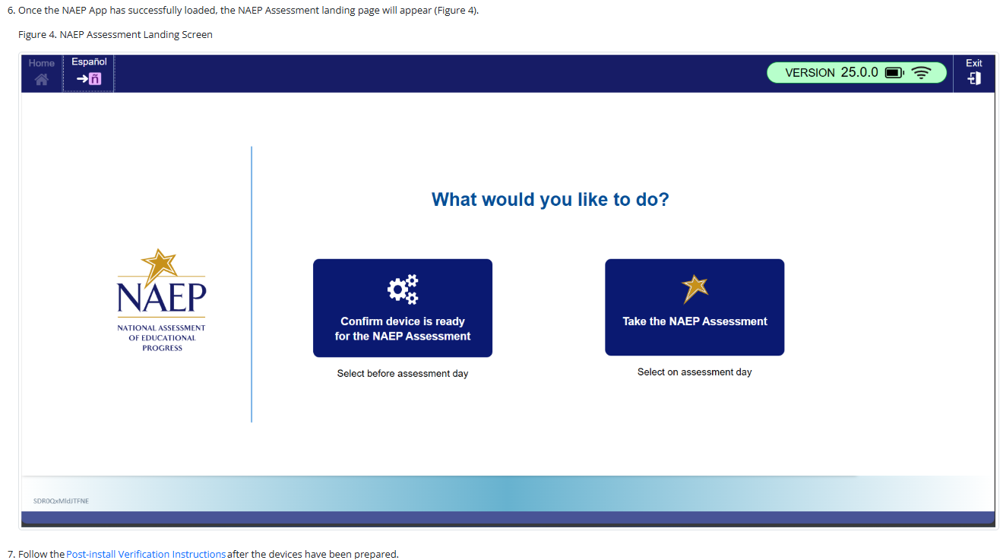 6. Once the NAEP App has successfully loaded, the NAEP Assessment landing page will appear (Figure 4).
Figure 4. NAEP Assessment Landing Screen
Home
Español
ñ
VERSION 25.0.0
Exit
What would you like to do?
NAEP
NATIONAL ASSESSMENT
OF EDUCATIONAL
PROGRESS
Confirm device is ready
for the NAEP Assessment
Select before assessment day
Take the NAEP Assessment
Select on assessment day
7. Follow the Post-install Verification Instructions after the devices have been prepared.